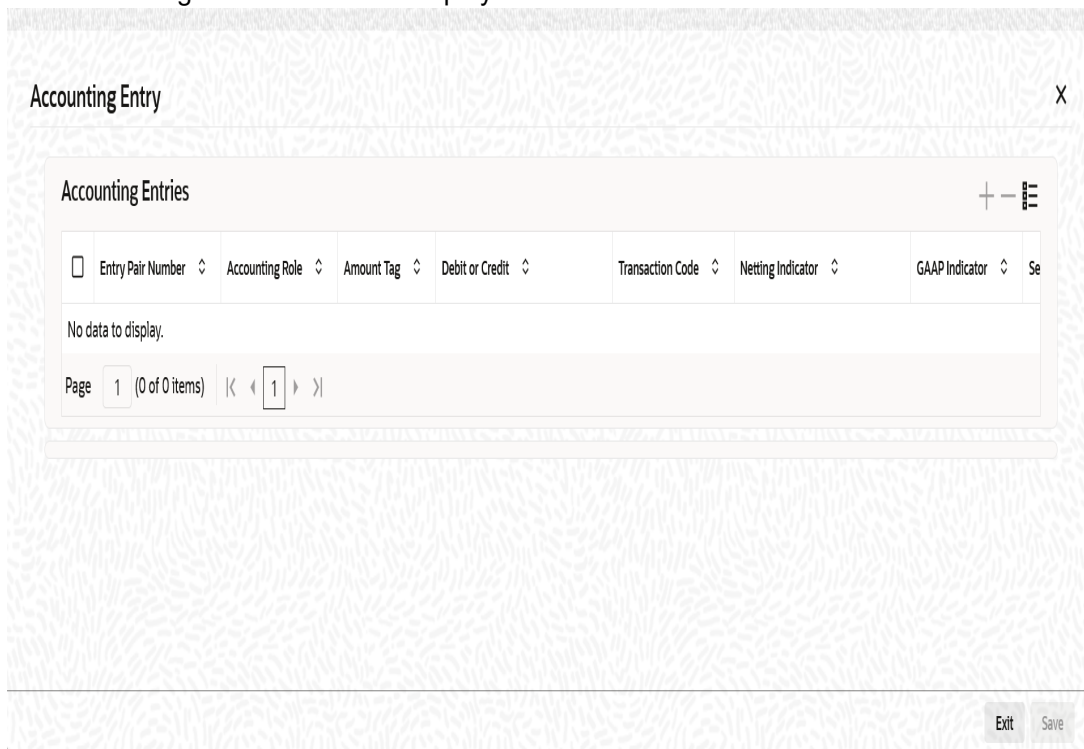 Accounting Entry X
Accounting Entries
Entry Pair Number Accounting Role Amount Tag Debit or Credit Transaction Code Netting Indicator GAAP Indicator Se
No data to display.
Page 1 (0 of 0 items) 1
Exit Save